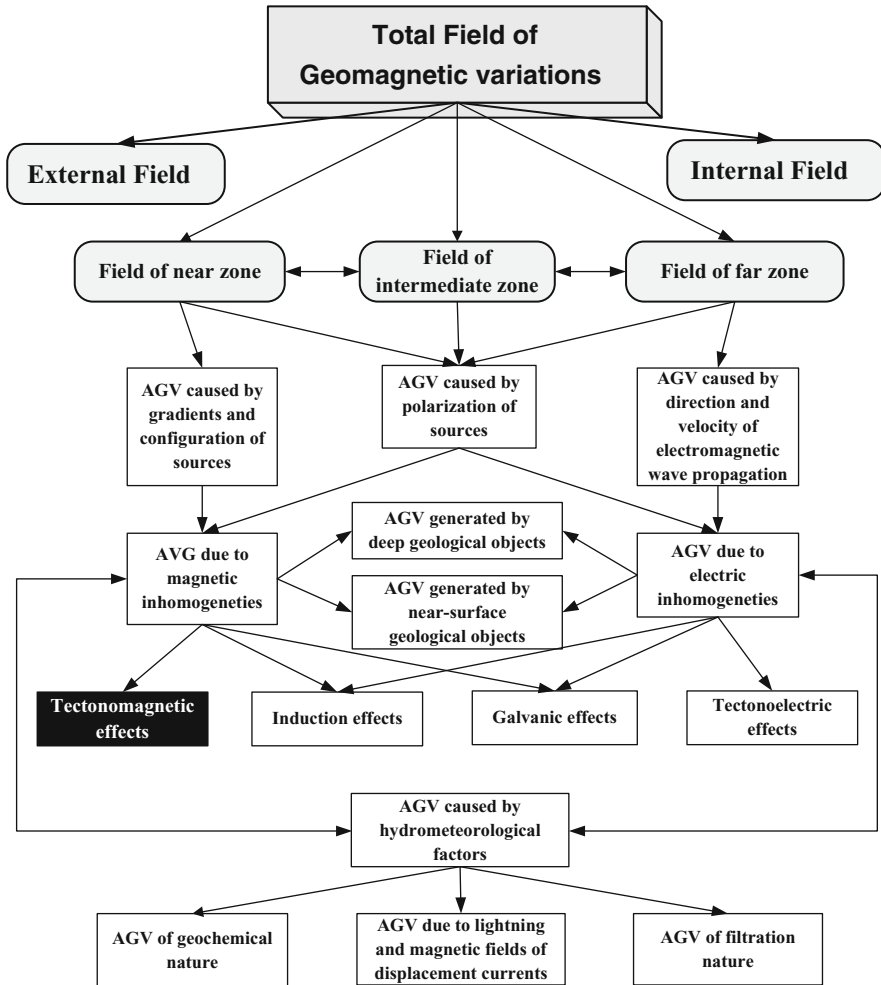 Total Field of
Geomagnetic variations
External Field
Internal Field
Field of near zone
Field of
intermediate zone
Field of far zone
AGV caused by
gradients and
configuration of
sources
AGV caused by
polarization of
sources
AGV caused by
direction and
velocity of
electromagnetic
wave propagation
AVG due to
magnetic
inhomogeneties
AGV generated by
deep geological objects
AGV generated by
near-surface
geological objects
AGV due to
electric
inhomogeneties
Tectonomagnetic
effects
Induction effects
Galvanic effects
Tectonoelectric
effects
AGV caused by
hydrometeorological
factors
AGV of geochemical
nature
AGV due to lightning
and magnetic fields of
displacement currents
AGV of filtration
nature